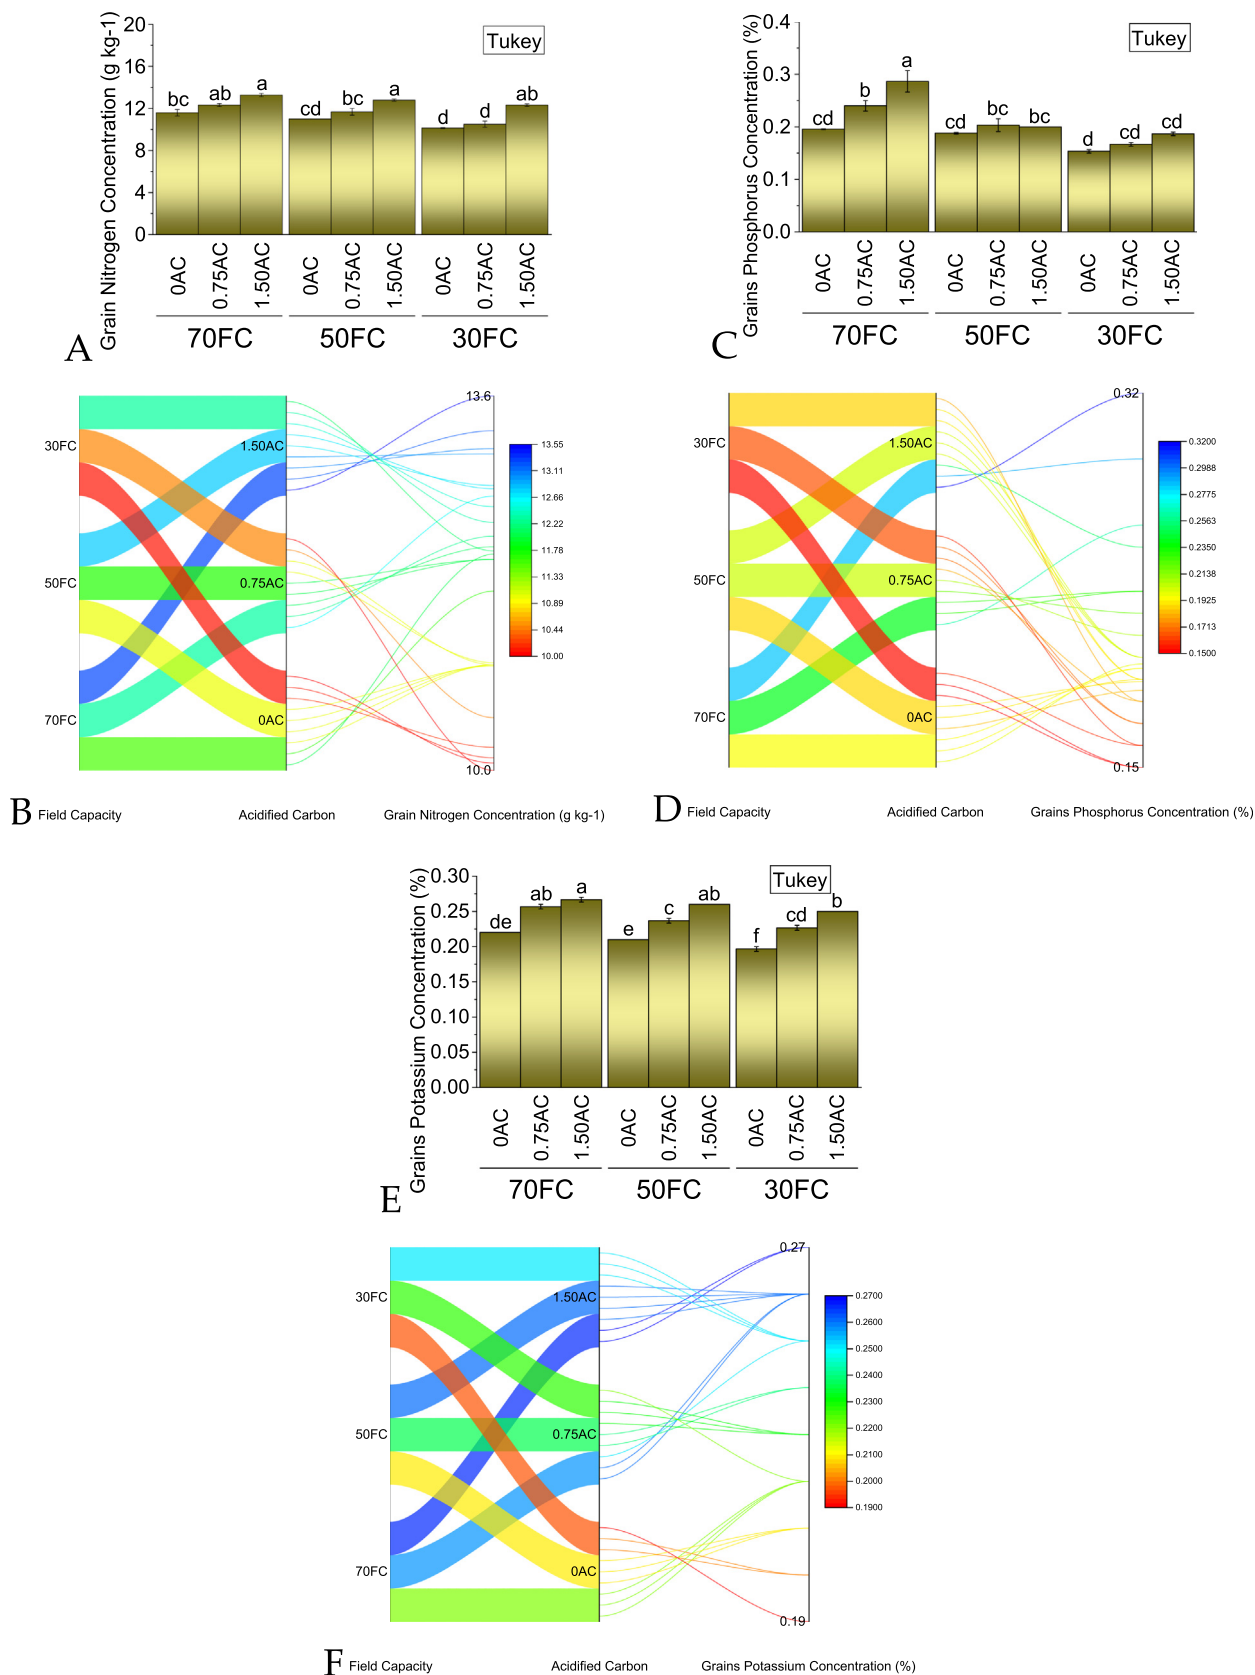 Grain Nitrogen Concentration (g kg-1)
20
16
12
8
4
0
Tukey
bc ab a cd bc a d d ab
0AC 0.75AC 1.50AC 0AC 0.75AC 1.50AC 0AC 0.75AC 1.50AC
70FC 50FC 30FC
A
Grains Phosphorus Concentration (%)
0.4
0.3
0.2
0.1
0.0
Tukey
cd b a cd bc bc d cd cd
0AC 0.75AC 1.50AC 0AC 0.75AC 1.50AC 0AC 0.75AC 1.50AC
70FC 50FC 30FC
C
30FC
50FC
70FC
1.50AC
0.75AC
0AC
13.6
10.0
13.55
13.11
12.66
12.22
11.78
11.33
10.89
10.44
10.00
B Field Capacity Acidified Carbon Grain Nitrogen Concentration (g kg-1)
30FC
50FC
70FC
1.50AC
0.75AC
0AC
0.32
0.15
0.3200
0.2988
0.2775
0.2563
0.2350
0.2138
0.1925
0.1713
0.1500
D Field Capacity Acidified Carbon Grains Phosphorus Concentration (%)
Grains Potassium Concentration (%)
0.30
0.25
0.20
0.15
0.10
0.05
0.00
Tukey
de ab a e c ab f cd b
0AC 0.75AC 1.50AC 0AC 0.75AC 1.50AC 0AC 0.75AC 1.50AC
70FC 50FC 30FC
E
30FC
50FC
70FC
1.50AC
0.75AC
0AC
0.27
0.19
0.2700
0.2600
0.2500
0.2400
0.2300
0.2200
0.2100
0.2000
0.1900
F Field Capacity Acidified Carbon Grains Potassium Concentration (%)